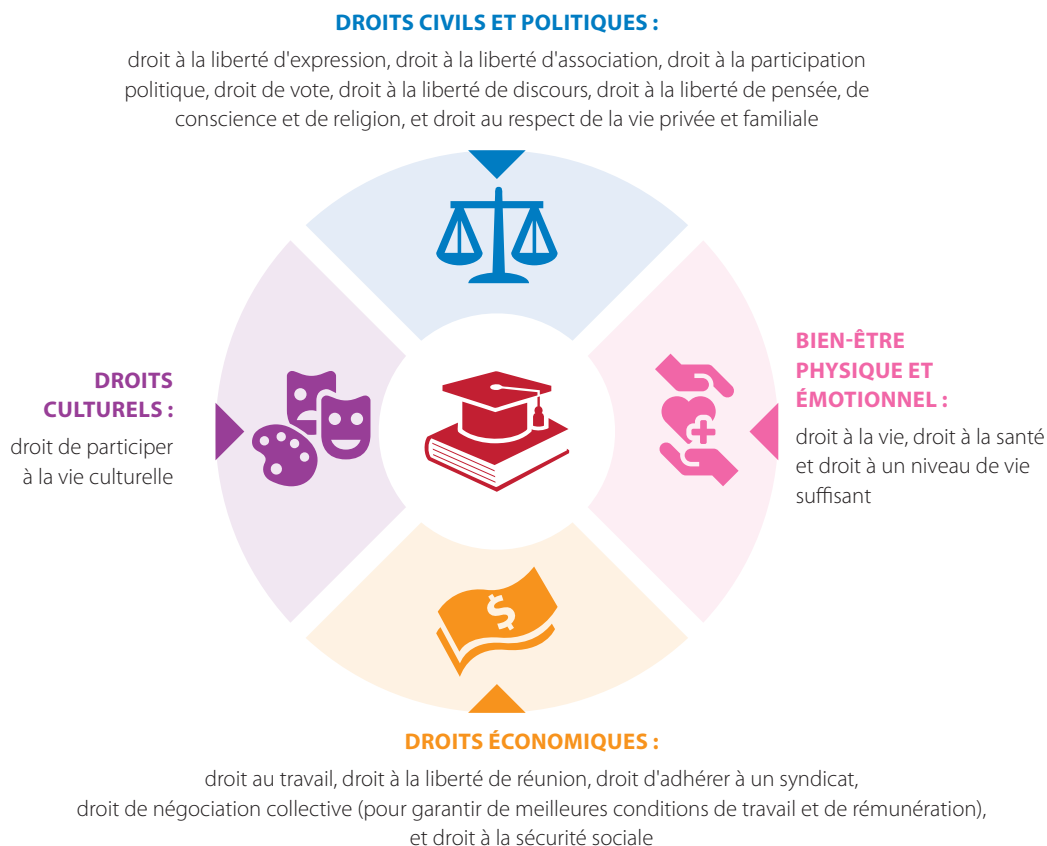 DROITS CIVILS ET POLITIQUES :
droit à la liberté d'expression, droit à la liberté d'association, droit à la participation
politique, droit de vote, droit à la liberté de discours, droit à la liberté de pensée, de
conscience et de religion, et droit au respect de la vie privée et familiale
DROITS
CULTURELS :
droit de participer
à la vie culturelle
BIEN-ÊTRE
PHYSIQUE ET
ÉMOTIONNEL :
droit à la vie, droit à la santé
et droit à un niveau de vie
suffisant
$
DROITS ÉCONOMIQUES :
droit au travail, droit à la liberté de réunion, droit d'adhérer à un syndicat,
droit de négociation collective (pour garantir de meilleures conditions de travail et de rémunération),
et droit à la sécurité sociale